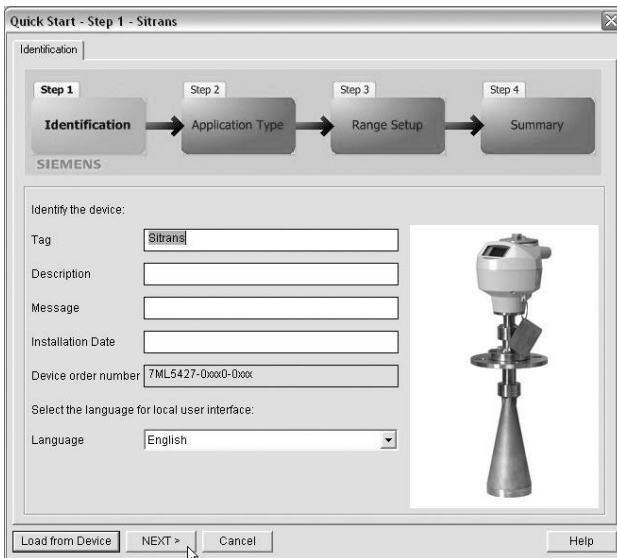 Quick Start - Step 1 - Sitrans
Identification
Step 1
Step 2
Step 3
Step 4
Identification
Application Type
Range Setup
Summary
SIEMENS
Identify the device:
Tag
Sitrans
Description
Message
Installation Date
Device order number
7ML5427-0xxx0-0xxx
Select the language for local user interface:
Language
English
Load from Device
NEXT >
Cancel
Help